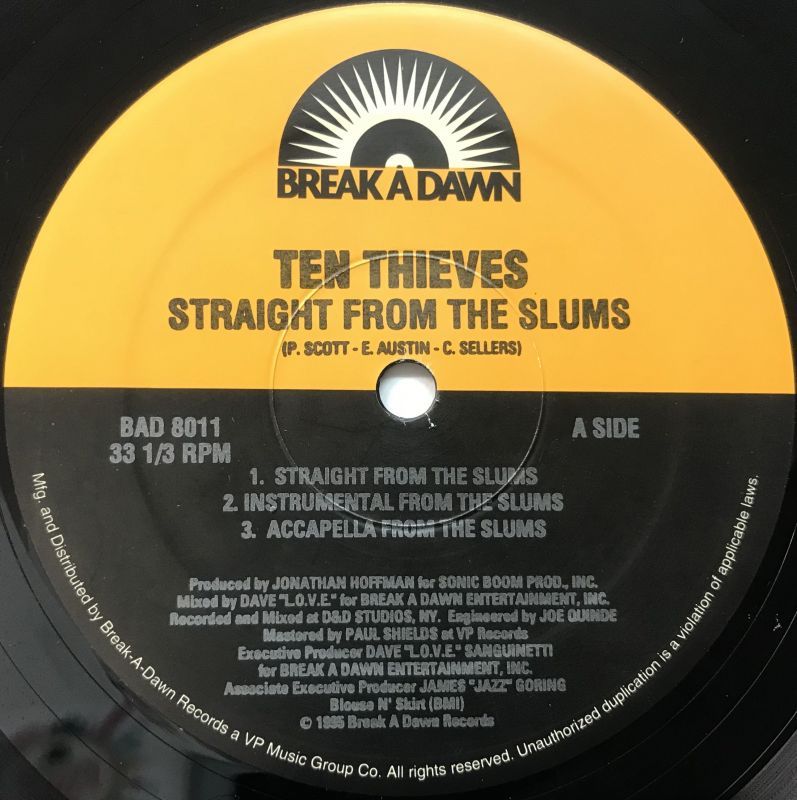 BREAK A DAWN
TEN THIEVES
STRAIGHT FROM THE SLUMS
(P. SCOTT - E. AUSTIN - C. SELLERS)
BAD 8011
33 1/3 RPM
A SIDE
1. STRAIGHT FROM THE SLUMS
2. INSTRUMENTAL FROM THE SLUMS
3. ACCAPELLA FROM THE SLUMS
Produced by JONATHAN HOFFMAN for SONIC BOOM PROD., INC.
Mixed by DAVE "L.O.V.E." for BREAK A DAWN ENTERTAINMENT, INC.
Recorded and Mixed at D&D STUDIOS, NY. Engineered by JOE QUINDE
Mastered by PAUL SHIELDS at VP Records
Executive Producer DAVE "L.O.V.E." SANGUINETTI
for BREAK A DAWN ENTERTAINMENT, INC.
Associate Executive Producer JAMES "JAZZ" GORING
Blouse N' Skirt (BMI)
© 1995 Break A Dawn Records
Mfg. and Distributed by Break-A-Dawn Records a VP Music Group Co. All rights reserved. Unauthorized duplication is a violation of applicable laws.